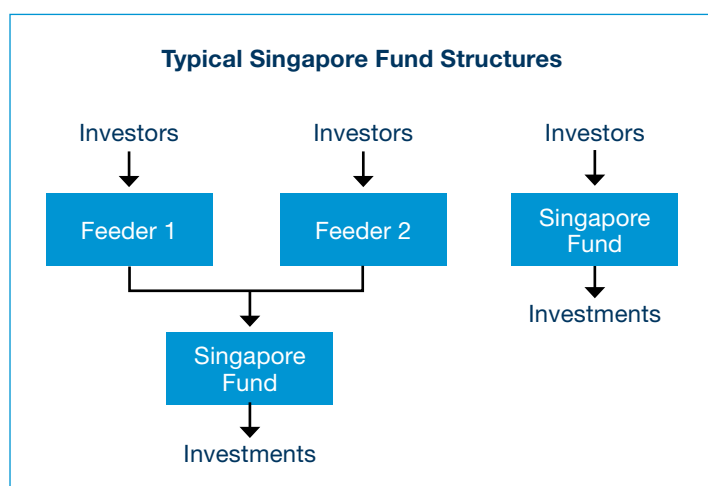 Typical Singapore Fund Structures
Investors
Investors
Investors
Feeder 1
Feeder 2
Singapore
Fund
Investments
Singapore
Fund
Investments